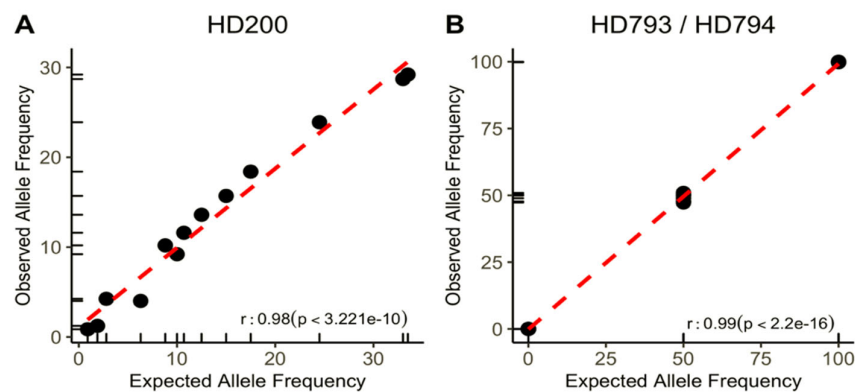 A HD200
30
20
10
0
Observed Allele Frequency
r : 0.98(p < 3.221e-10)
0 10 20 30
Expected Allele Frequency
B HD793 / HD794
100
75
50
25
0
Observed Allele Frequency
r : 0.99(p < 2.2e-16)
0 25 50 75 100
Expected Allele Frequency